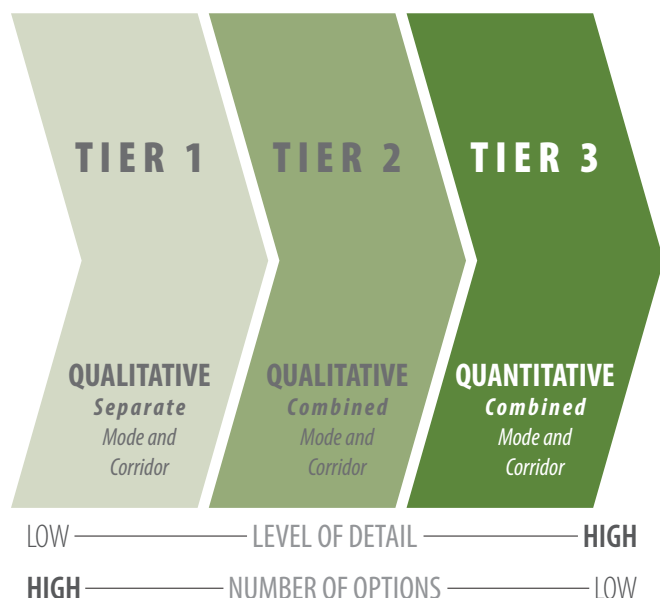 TIER 1
TIER 2
TIER 3
QUALITATIVE
Separate
Mode and
Corridor
QUALITATIVE
Combined
Mode and
Corridor
QUANTITATIVE
Combined
Mode and
Corridor
LOW LEVEL OF DETAIL HIGH
HIGH NUMBER OF OPTIONS LOW